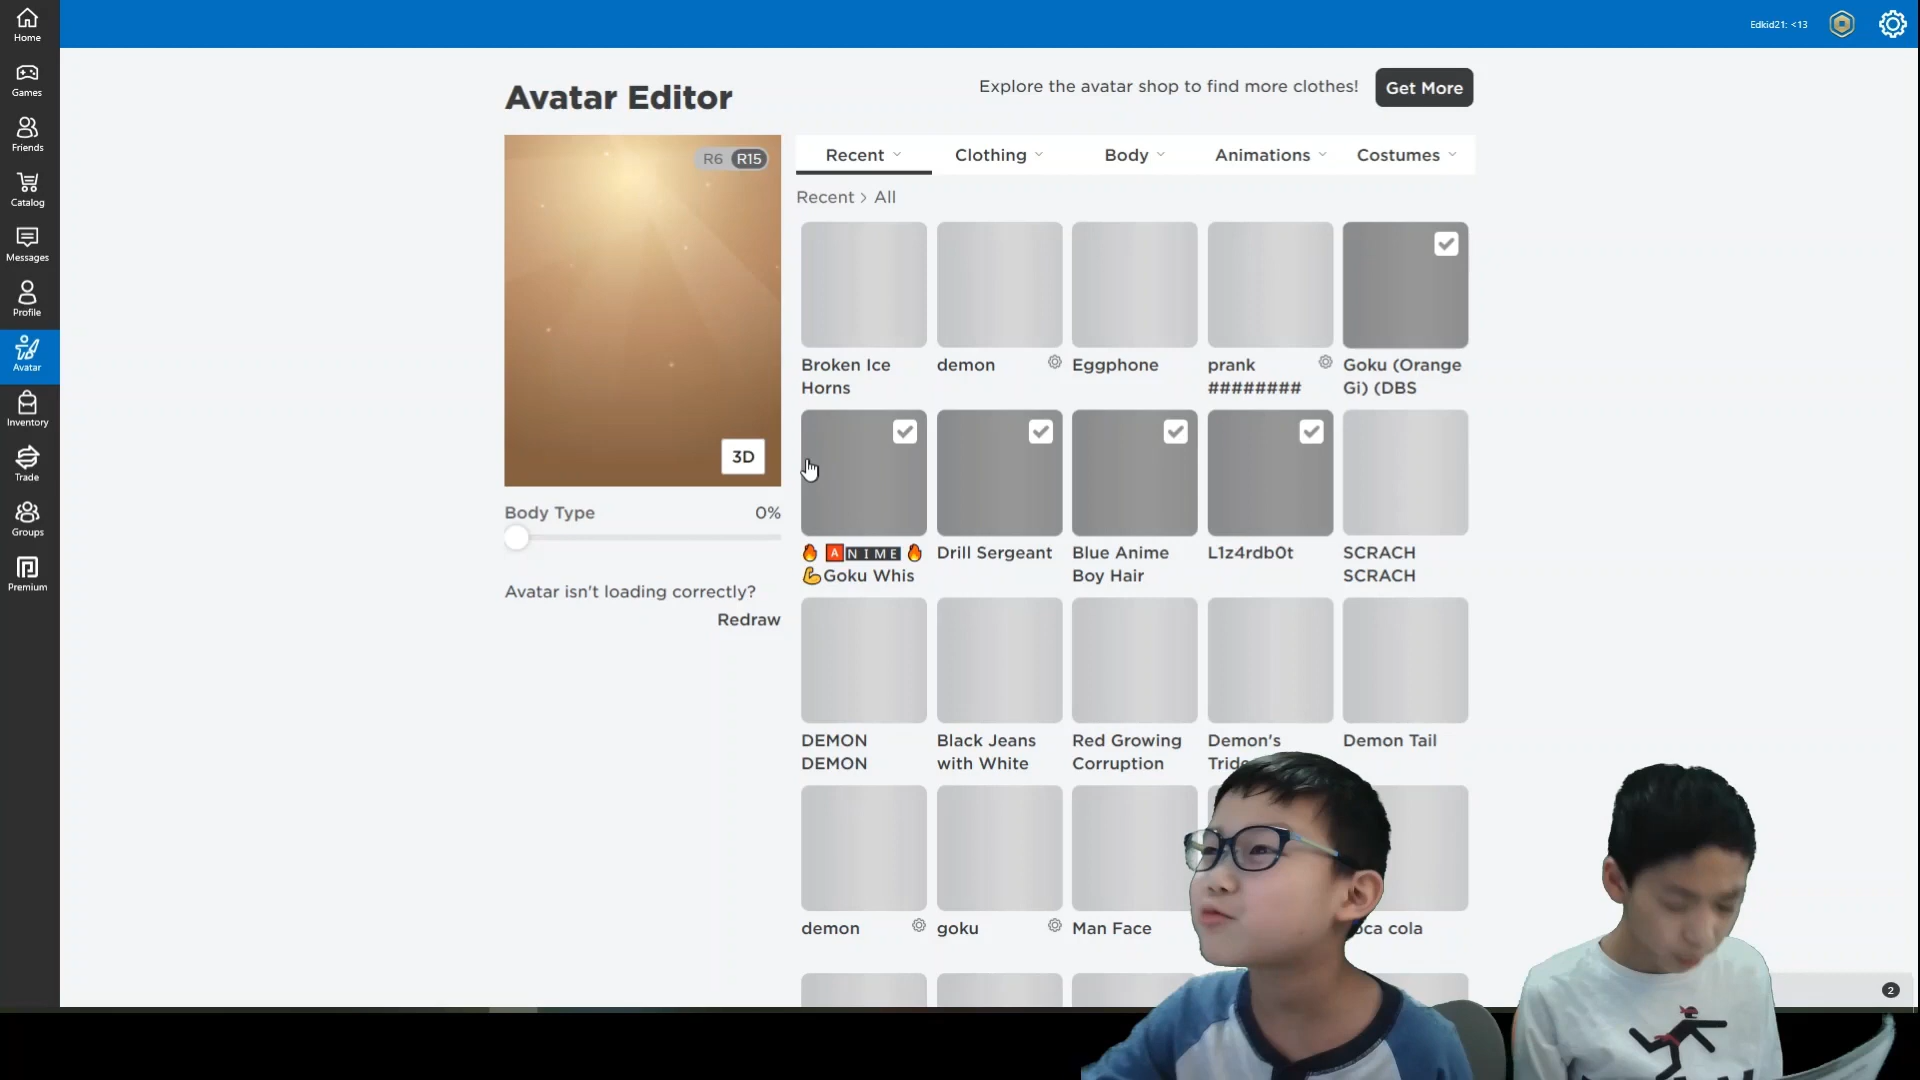 Home
Games
Friends
Catalog
Messages
Profile
Avatar
Inventory
Trade
Groups
Premium
Edkid21: <13
Avatar Editor
Explore the avatar shop to find more clothes!
Get More
R6 R15
3D
Body Type 0%
Avatar isn't loading correctly?
Redraw
Recent Clothing Body Animations Costumes
Recent > All
Broken Ice
Horns
demon
Eggphone
prank
########
Goku (Orange
Gi) (DBS
🔥 🅰🅽🅸🅼🅴 🔥
💪Goku Whis
Drill Sergeant
Blue Anime
Boy Hair
L1z4rdb0t
SCRACH
SCRACH
DEMON
DEMON
Black Jeans
with White
Red Growing
Corruption
Demon's
Demon Tail
demon
goku
Man Face
cola
2